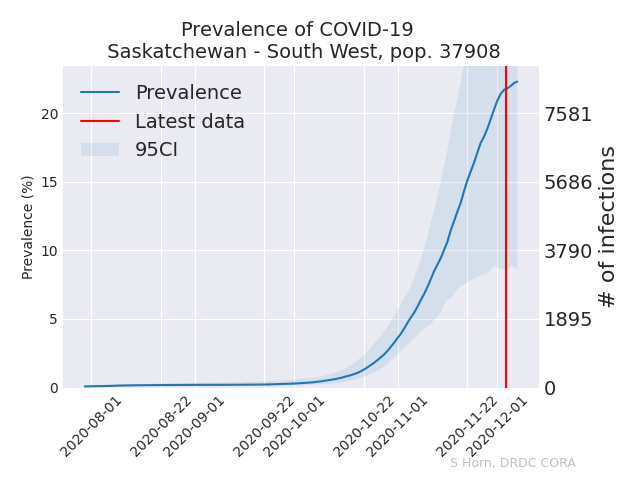 Prevalence of COVID-19
Saskatchewan - South West, pop. 37908
Prevalence
Latest data
95CI
Prevalence (%)
20
15
10
5
0
7581
5686
3790
1895
0
# of infections
2020-08-01
2020-08-22
2020-09-01
2020-09-22
2020-10-01
2020-10-22
2020-11-01
2020-11-22
2020-12-01
S Horn, DRDC CORA